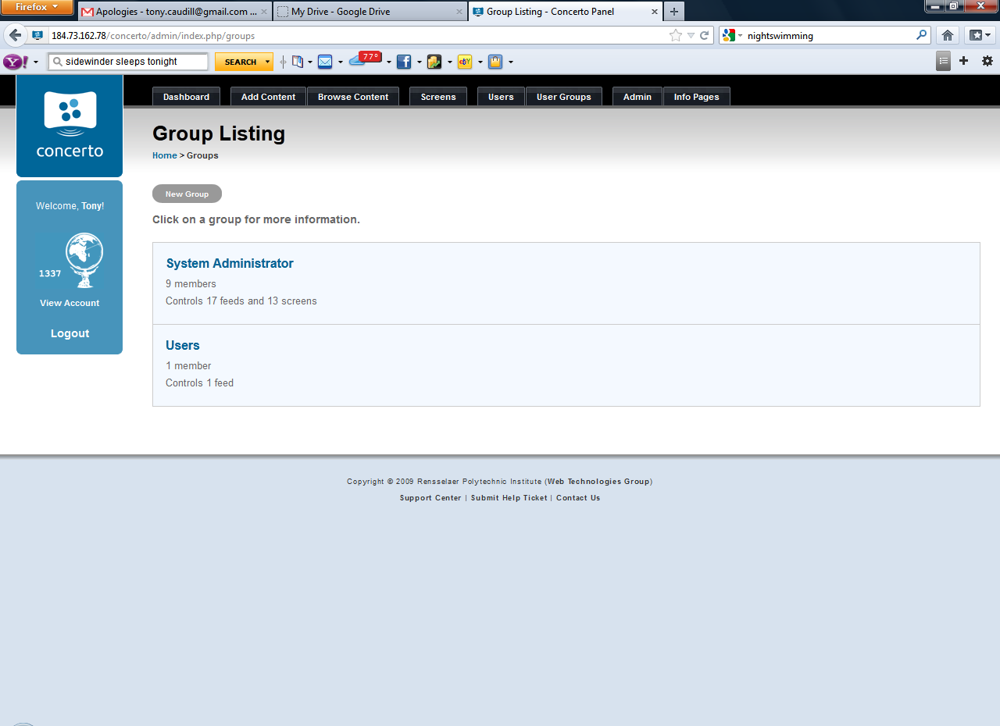 Firefox
Apologies - tony.caudill@gmail.com ...
My Drive - Google Drive
Group Listing - Concerto Panel
184.73.162.78/concerto/admin/index.php/groups
nightswimming
Y!
sidewinder sleeps tonight
SEARCH
77°
Dashboard
Add Content
Browse Content
Screens
Users
User Groups
Admin
Info Pages
concerto
Group Listing
Home > Groups
New Group
Click on a group for more information.
Welcome, Tony!
1337
View Account
Logout
System Administrator
9 members
Controls 17 feeds and 13 screens
Users
1 member
Controls 1 feed
Copyright © 2009 Rensselaer Polytechnic Institute (Web Technologies Group)
Support Center | Submit Help Ticket | Contact Us